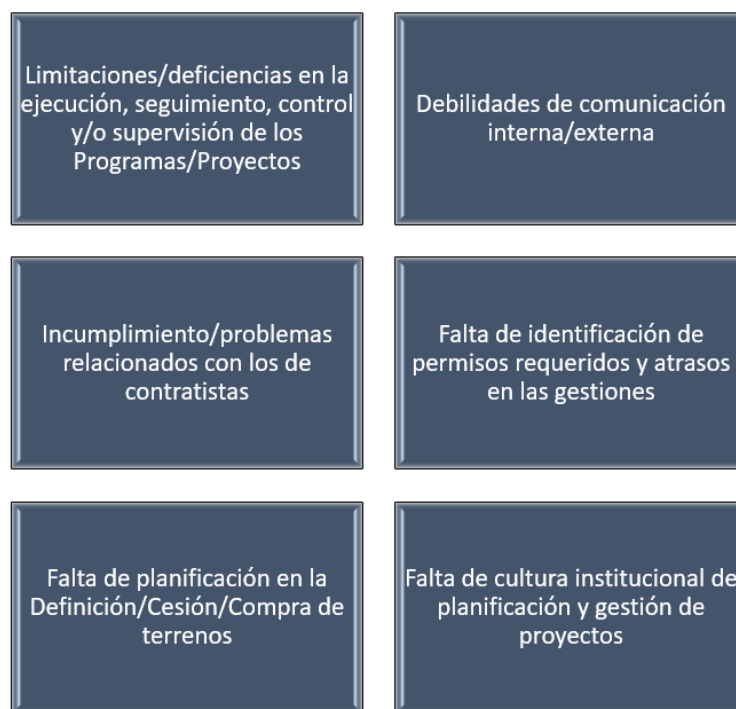 Limitaciones/deficiencias en la
ejecución, seguimiento, control
y/o supervisión de los
Programas/Proyectos
Debilidades de comunicación
interna/externa
Incumplimiento/problemas
relacionados con los de
contratistas
Falta de identificación de
permisos requeridos y atrasos
en las gestiones
Falta de planificación en la
Definición/Cesión/Compra de
terrenos
Falta de cultura institucional de
planificación y gestión de
proyectos